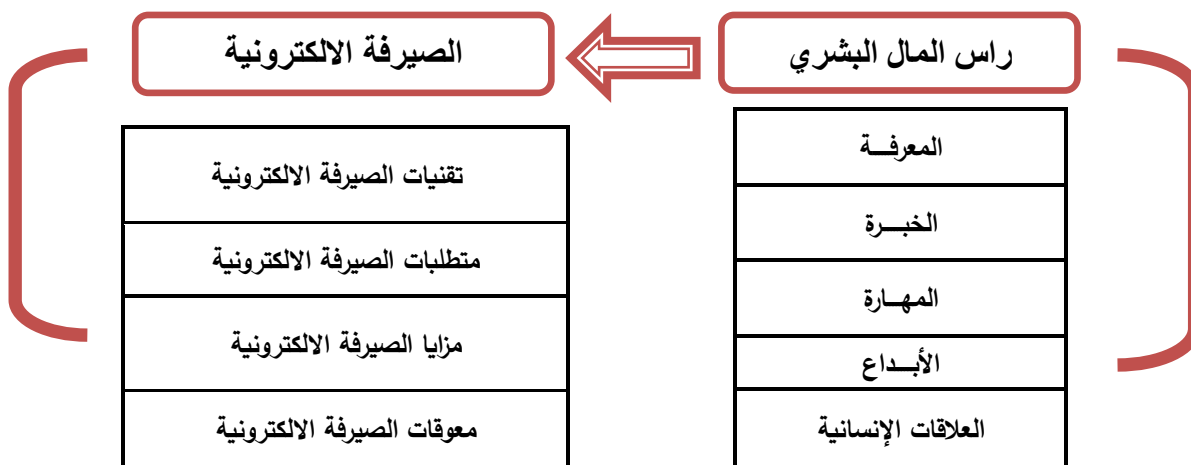 راس المال البشري
المعرفــة
الخبــرة
المهــارة
الأبــداع
العلاقات الإنسانية
الصيرفة الالكترونية
تقنيات الصيرفة الالكترونية
متطلبات الصيرفة الالكترونية
مزايا الصيرفة الالكترونية
معوقات الصيرفة الالكترونية